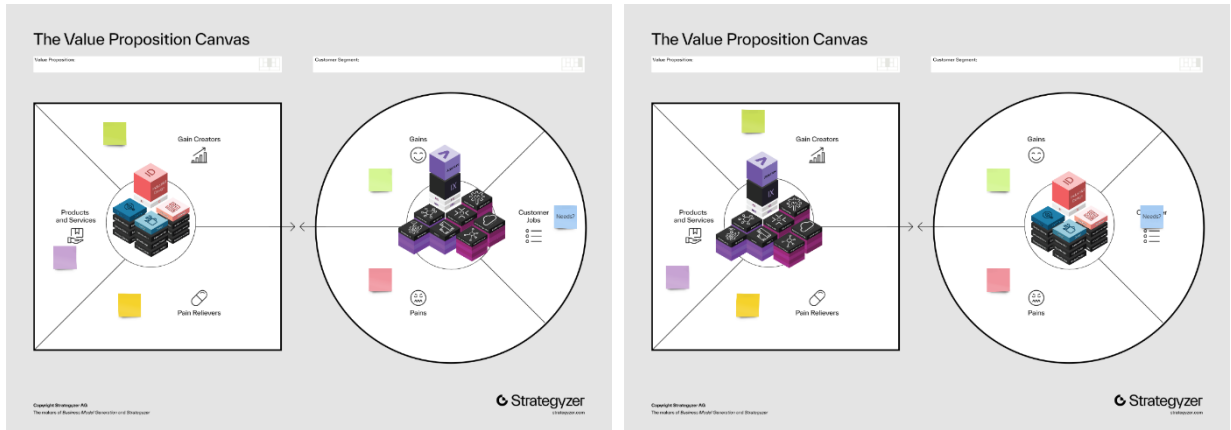 The Value Proposition Canvas
Value Proposition:
Customer Segment:
Gain Creators
Gains
Products
and Services
Customer
Jobs
Needs?
Pain Relievers
Pains
Copyright Strategyzer AG
The makers of Business Model Generation and Strategyzer
Strategyzer
strategyzer.com
The Value Proposition Canvas
Value Proposition:
Customer Segment:
Gain Creators
Gains
Products
and Services
Needs?
Pain Relievers
Pains
Copyright Strategyzer AG
The makers of Business Model Generation and Strategyzer
Strategyzer
strategyzer.com